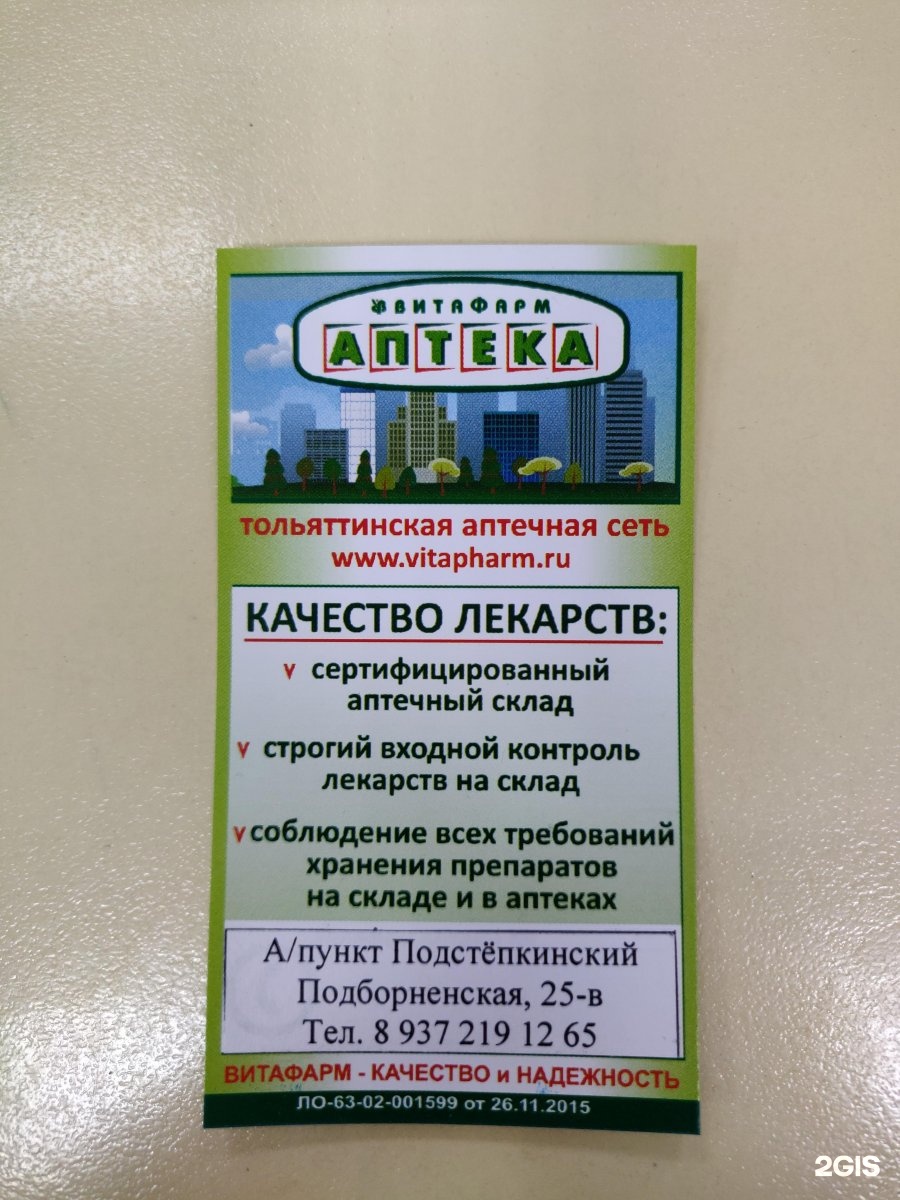 ВИТАФАРМ
АПТЕКА
тольяттинская аптечная сеть
www.vitapharm.ru
КАЧЕСТВО ЛЕКАРСТВ:
v сертифицированный
аптечный склад
v строгий входной контроль
лекарств на склад
v соблюдение всех требований
хранения препаратов
на складе и в аптеках
А/пункт Подстёпкинский
Подборненская, 25-в
Тел. 8 937 219 12 65
ВИТАФАРМ - КАЧЕСТВО и НАДЕЖНОСТЬ
ЛО-63-02-001599 от 26.11.2015
2GIS